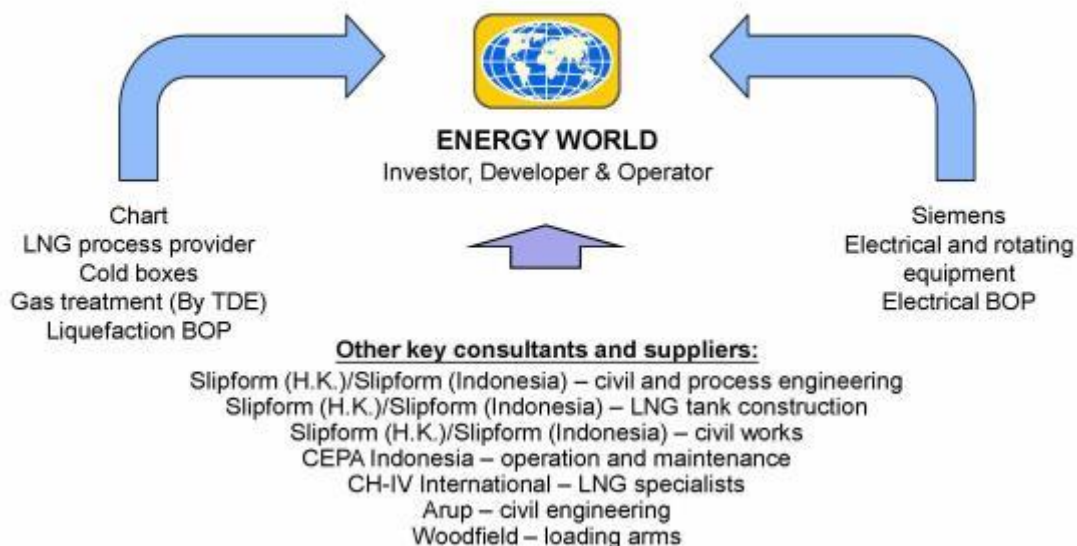 ENERGY WORLD
Investor, Developer & Operator
Chart
LNG process provider
Cold boxes
Gas treatment (By TDE)
Liquefaction BOP
Siemens
Electrical and rotating
equipment
Electrical BOP
Other key consultants and suppliers:
Slipform (H.K.)/Slipform (Indonesia) – civil and process engineering
Slipform (H.K.)/Slipform (Indonesia) – LNG tank construction
Slipform (H.K.)/Slipform (Indonesia) – civil works
CEPA Indonesia – operation and maintenance
CH-IV International – LNG specialists
Arup – civil engineering
Woodfield – loading arms